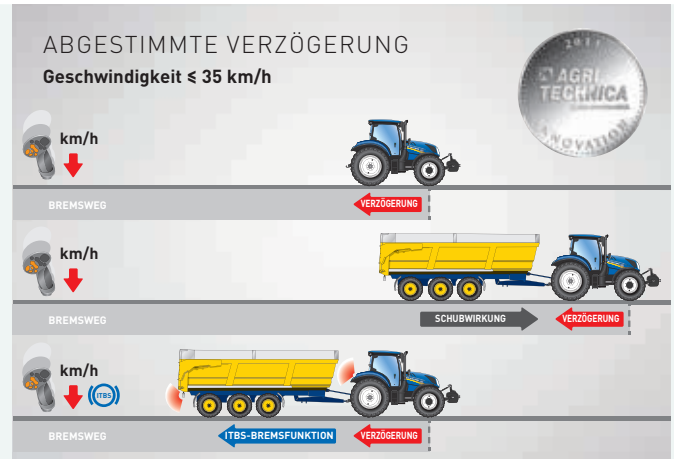 ABGESTIMMTE VERZÖGERUNG
Geschwindigkeit ≤ 35 km/h
2017
AGRI
TECHNICA
INNOVATION
km/h
BREMSWEG
VERZÖGERUNG
km/h
BREMSWEG
SCHUBWIRKUNG
VERZÖGERUNG
km/h
ITBS
BREMSWEG
ITBS-BREMSFUNKTION
VERZÖGERUNG